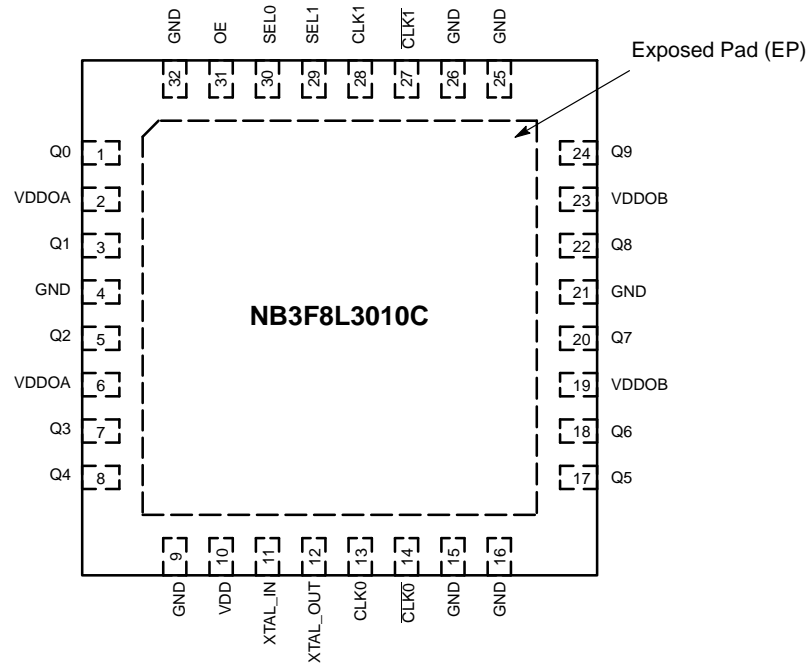 GND OE SEL0 SEL1 CLK1 C̅L̅K̅1̅ GND GND
32 31 30 29 28 27 26 25
Exposed Pad (EP)
Q0 1
VDDOA 2
Q1 3
GND 4
Q2 5
VDDOA 6
Q3 7
Q4 8
NB3F8L3010C
24 Q9
23 VDDOB
22 Q8
21 GND
20 Q7
19 VDDOB
18 Q6
17 Q5
9 10 11 12 13 14 15 16
GND VDD XTAL_IN XTAL_OUT CLK0 C̅L̅K̅0̅ GND GND